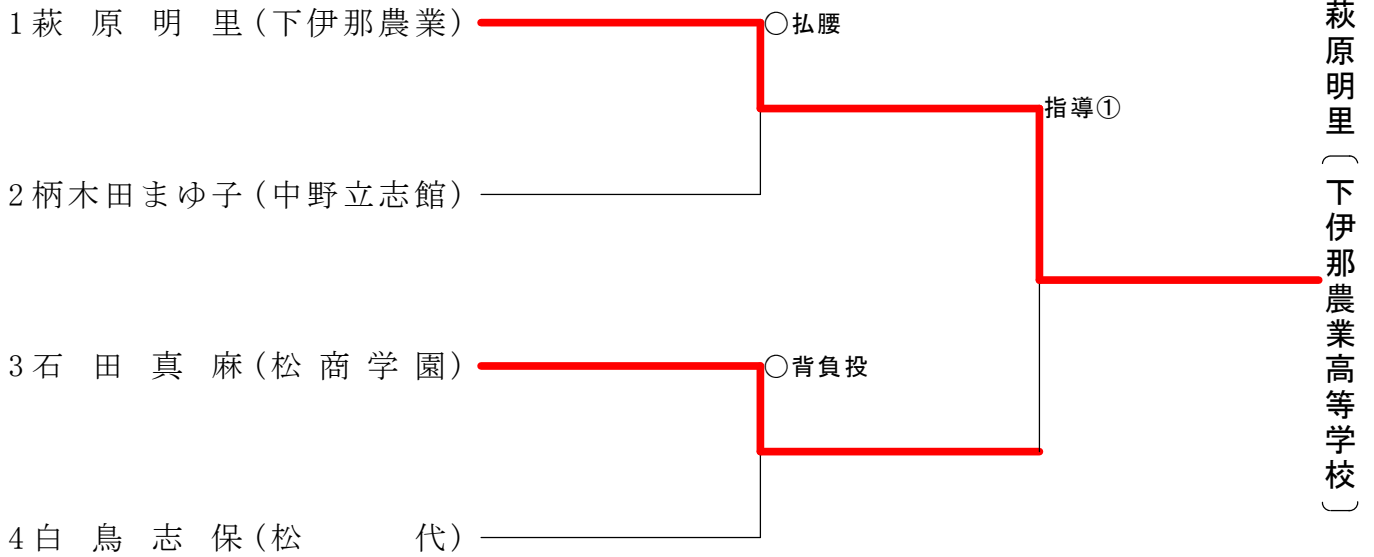 1萩原明里(下伊那農業)
○払腰
指導①
2柄木田まゆ子(中野立志館)
3石田真麻(松商学園)
○背負投
4白鳥志保(松代)
萩原明里〔下伊那農業高等学校〕